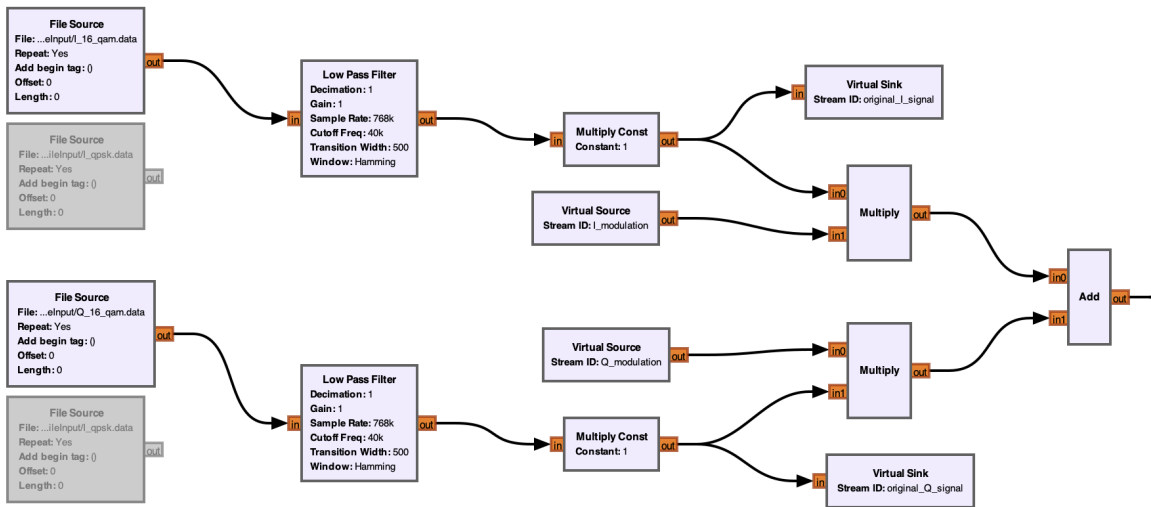 File Source
File: ...eInput/I_16_qam.data
Repeat: Yes
Add begin tag: ()
Offset: 0
Length: 0
out
File Source
File: ...ileInput/I_qpsk.data
Repeat: Yes
Add begin tag: ()
Offset: 0
Length: 0
out
Low Pass Filter
Decimation: 1
Gain: 1
Sample Rate: 768k
Cutoff Freq: 40k
Transition Width: 500
Window: Hamming
in
out
Multiply Const
Constant: 1
in
out
Virtual Sink
Stream ID: original_I_signal
in
Virtual Source
Stream ID: I_modulation
out
Multiply
in0
in1
out
Add
in0
in1
out
File Source
File: ...eInput/Q_16_qam.data
Repeat: Yes
Add begin tag: ()
Offset: 0
Length: 0
out
File Source
File: ...ileInput/I_qpsk.data
Repeat: Yes
Add begin tag: ()
Offset: 0
Length: 0
out
Low Pass Filter
Decimation: 1
Gain: 1
Sample Rate: 768k
Cutoff Freq: 40k
Transition Width: 500
Window: Hamming
in
out
Virtual Source
Stream ID: Q_modulation
out
Multiply
in0
in1
out
Multiply Const
Constant: 1
in
out
Virtual Sink
Stream ID: original_Q_signal
in